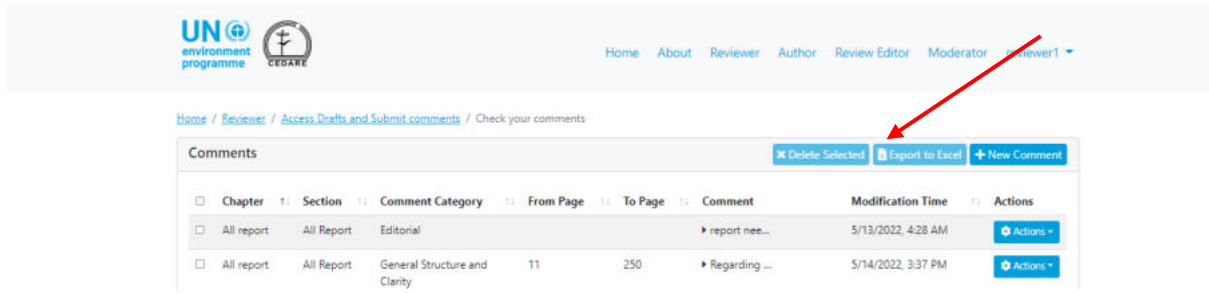 UN
environment
programme
CEDARE
Home About Reviewer Author Review Editor Moderator reviewer1
Home / Reviewer / Access Drafts and Submit comments / Check your comments
Comments
Delete Selected Export to Excel + New Comment
Chapter Section Comment Category From Page To Page Comment Modification Time Actions
All report All Report Editorial report nee... 5/13/2022, 4:28 AM Actions
All report All Report General Structure and Clarity 11 250 Regarding ... 5/14/2022, 3:37 PM Actions